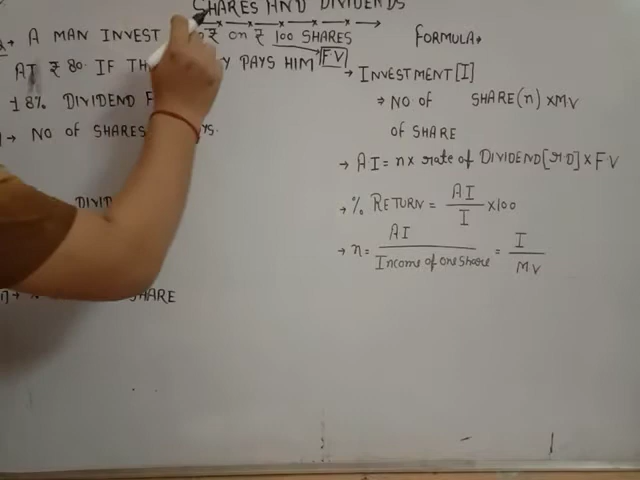 SHARES AND DIVIDENDS
A MAN INVEST ₹ ON ₹ 100 SHARES
AT ₹ 80. IF PAYS HIM FV
18% DIVIDEND
NO OF SHARES
DIVI
SHARE
FORMULA
→ INVESTMENT [I]
→ NO OF SHARE(n) × MV
OF SHARE
→ AI = n × rate of DIVIDEND[rD] × FV
→ % RETURN = AI / I × 100
→ n = AI / Income of one share = I / MV